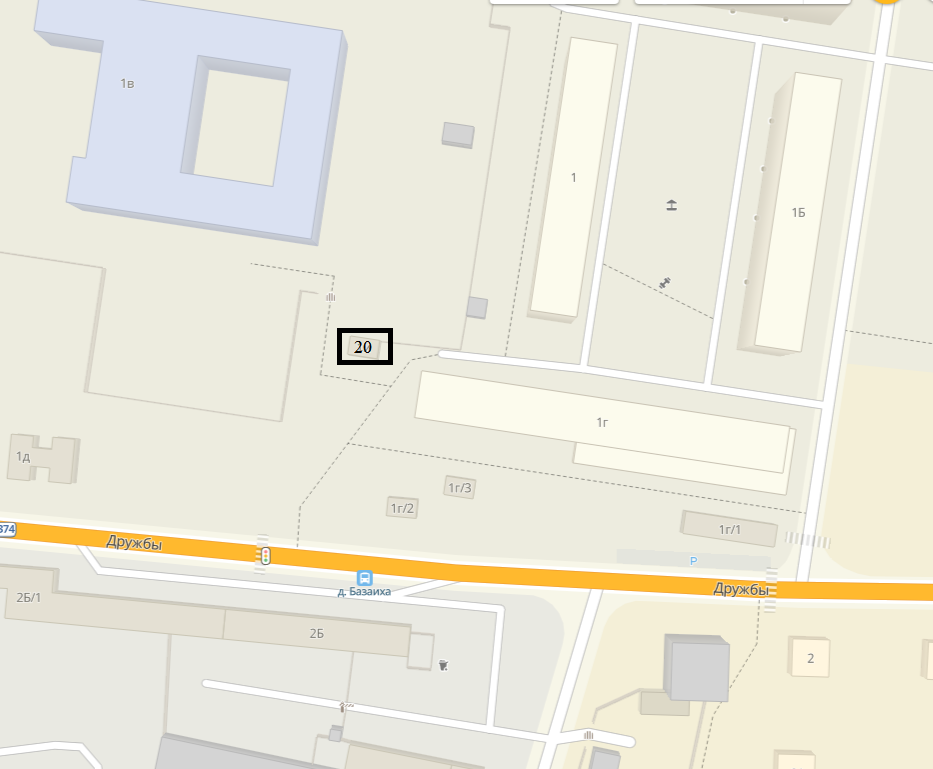 1в
1
1Б
20
1г
1д
1г/3
1г/2
1г/1
374
Дружбы
P
д. Базаиха
Дружбы
2Б/1
2Б
2